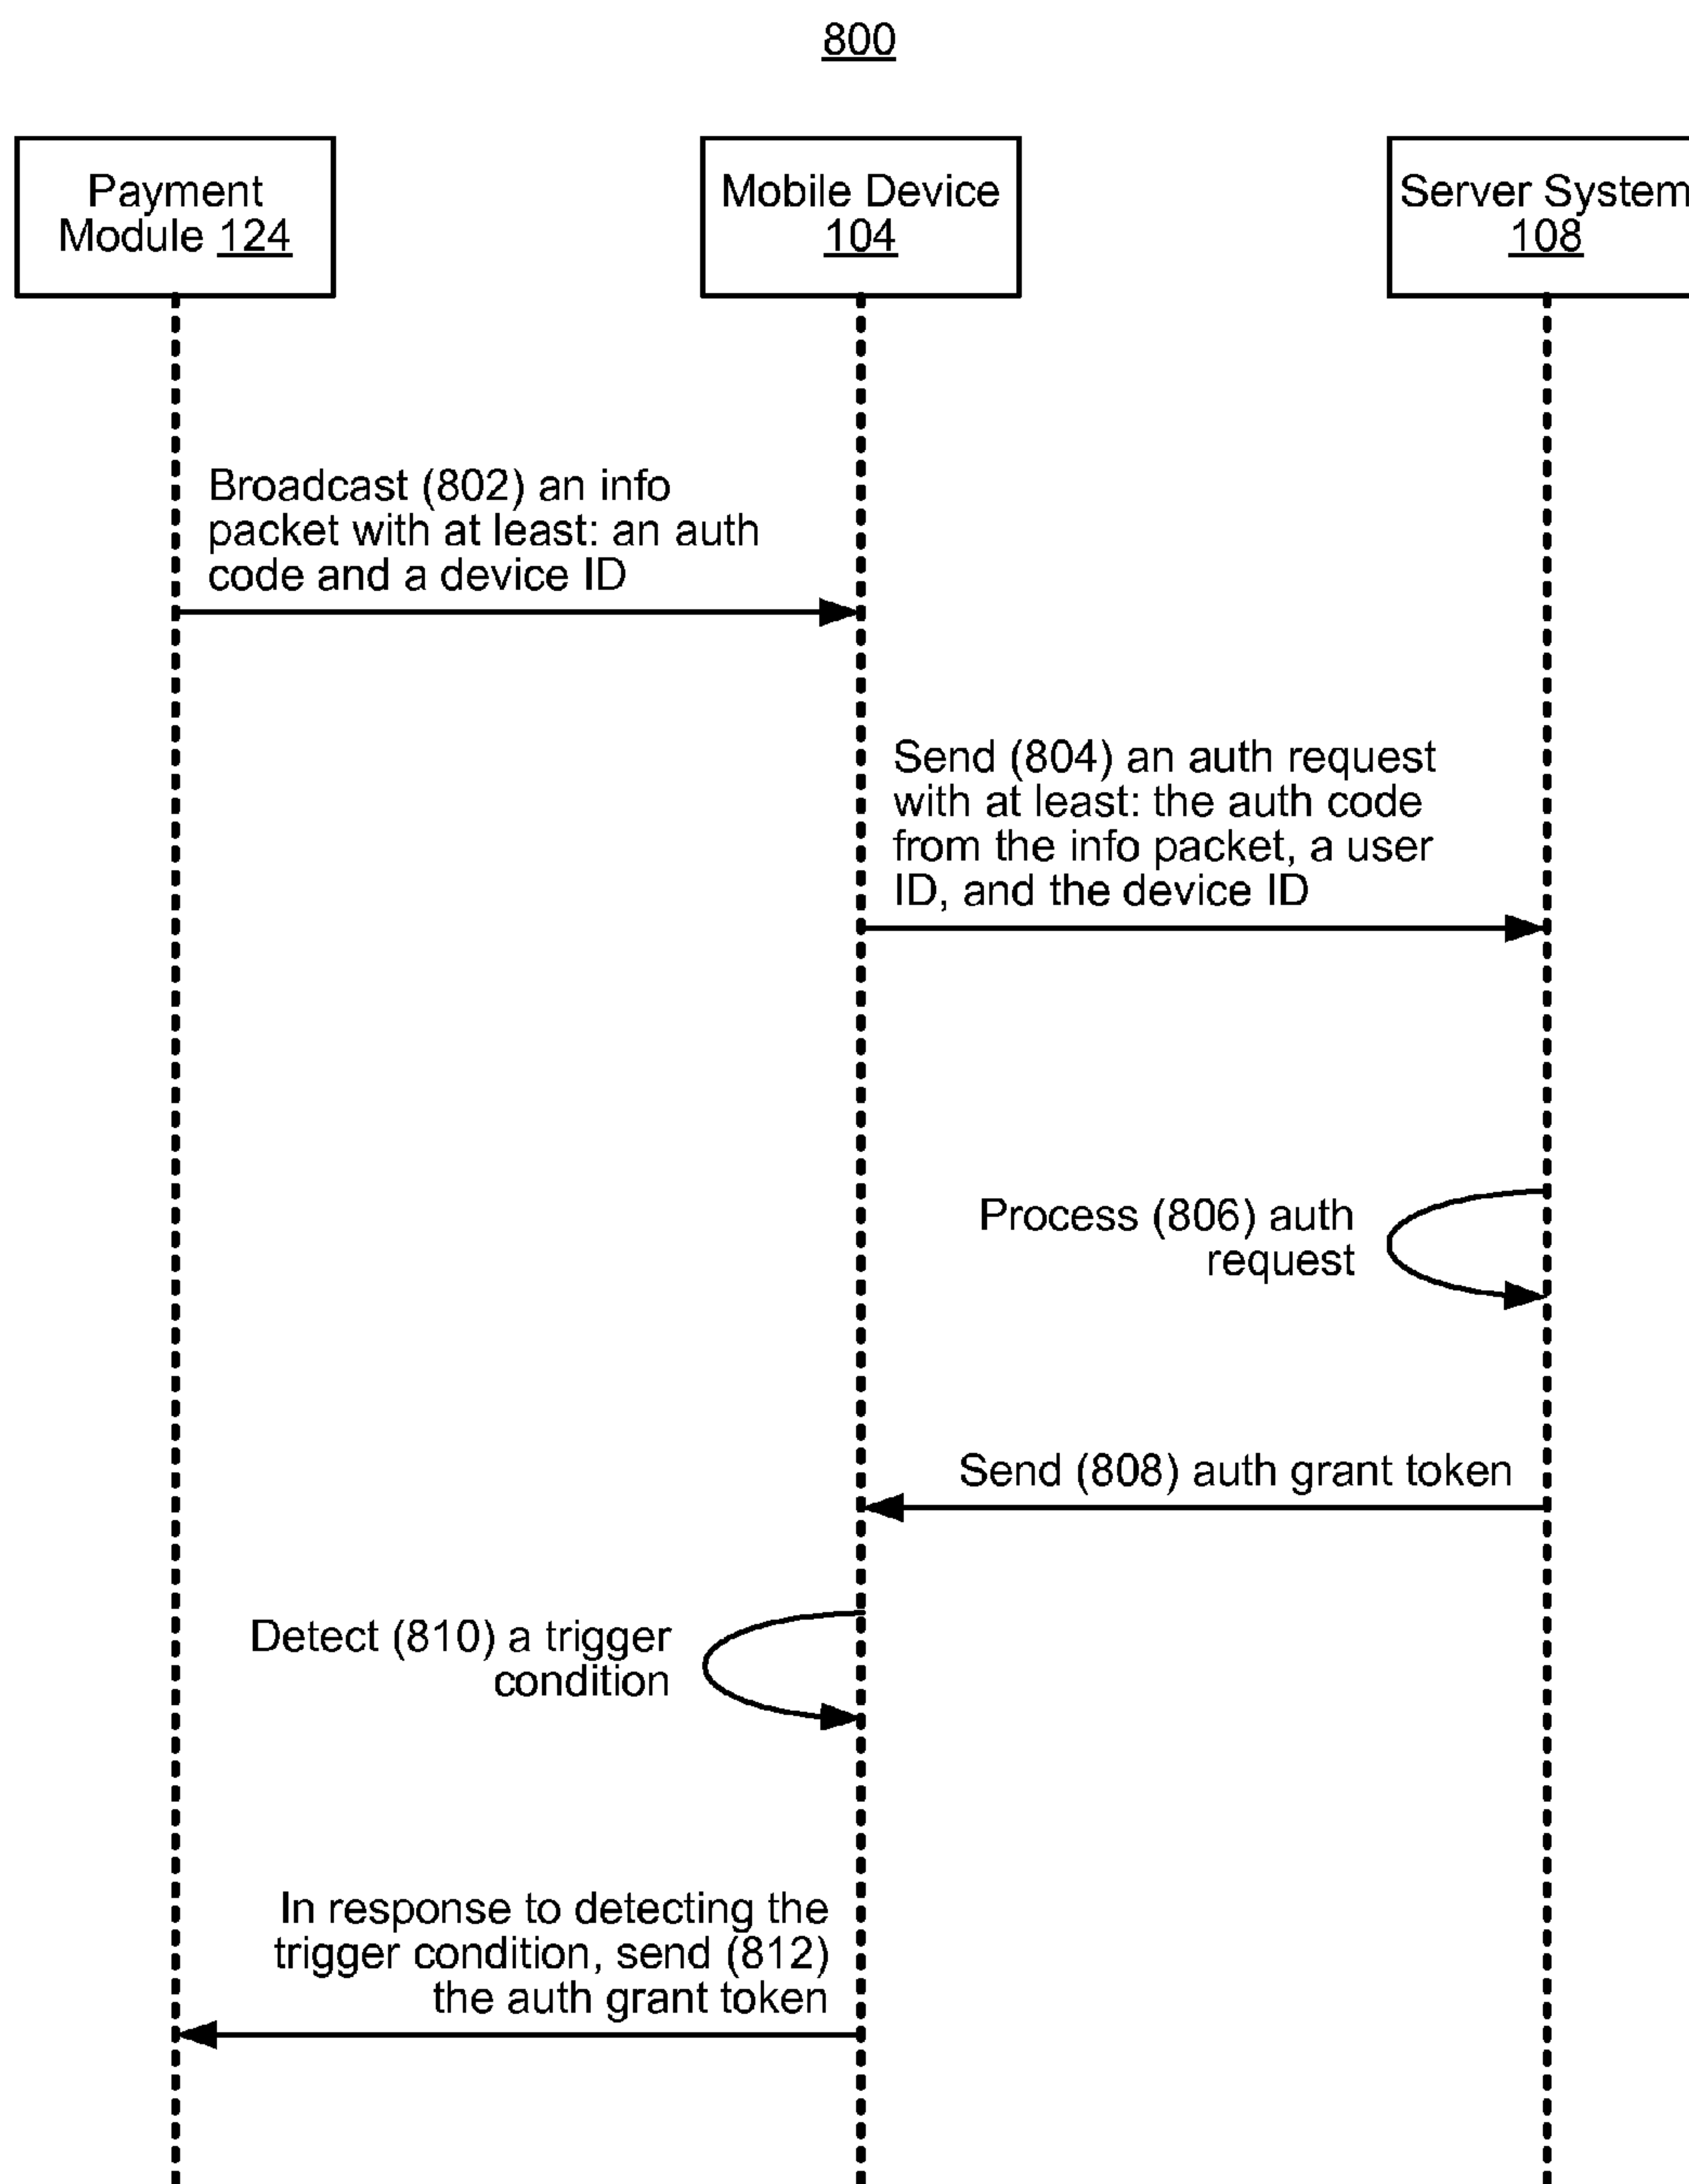 800
Payment
Module 124
Mobile Device
104
Server System
108
Broadcast (802) an info
packet with at least: an auth
code and a device ID
Send (804) an auth request
with at least: the auth code
from the info packet, a user
ID, and the device ID
Process (806) auth
request
Send (808) auth grant token
Detect (810) a trigger
condition
In response to detecting the
trigger condition, send (812)
the auth grant token